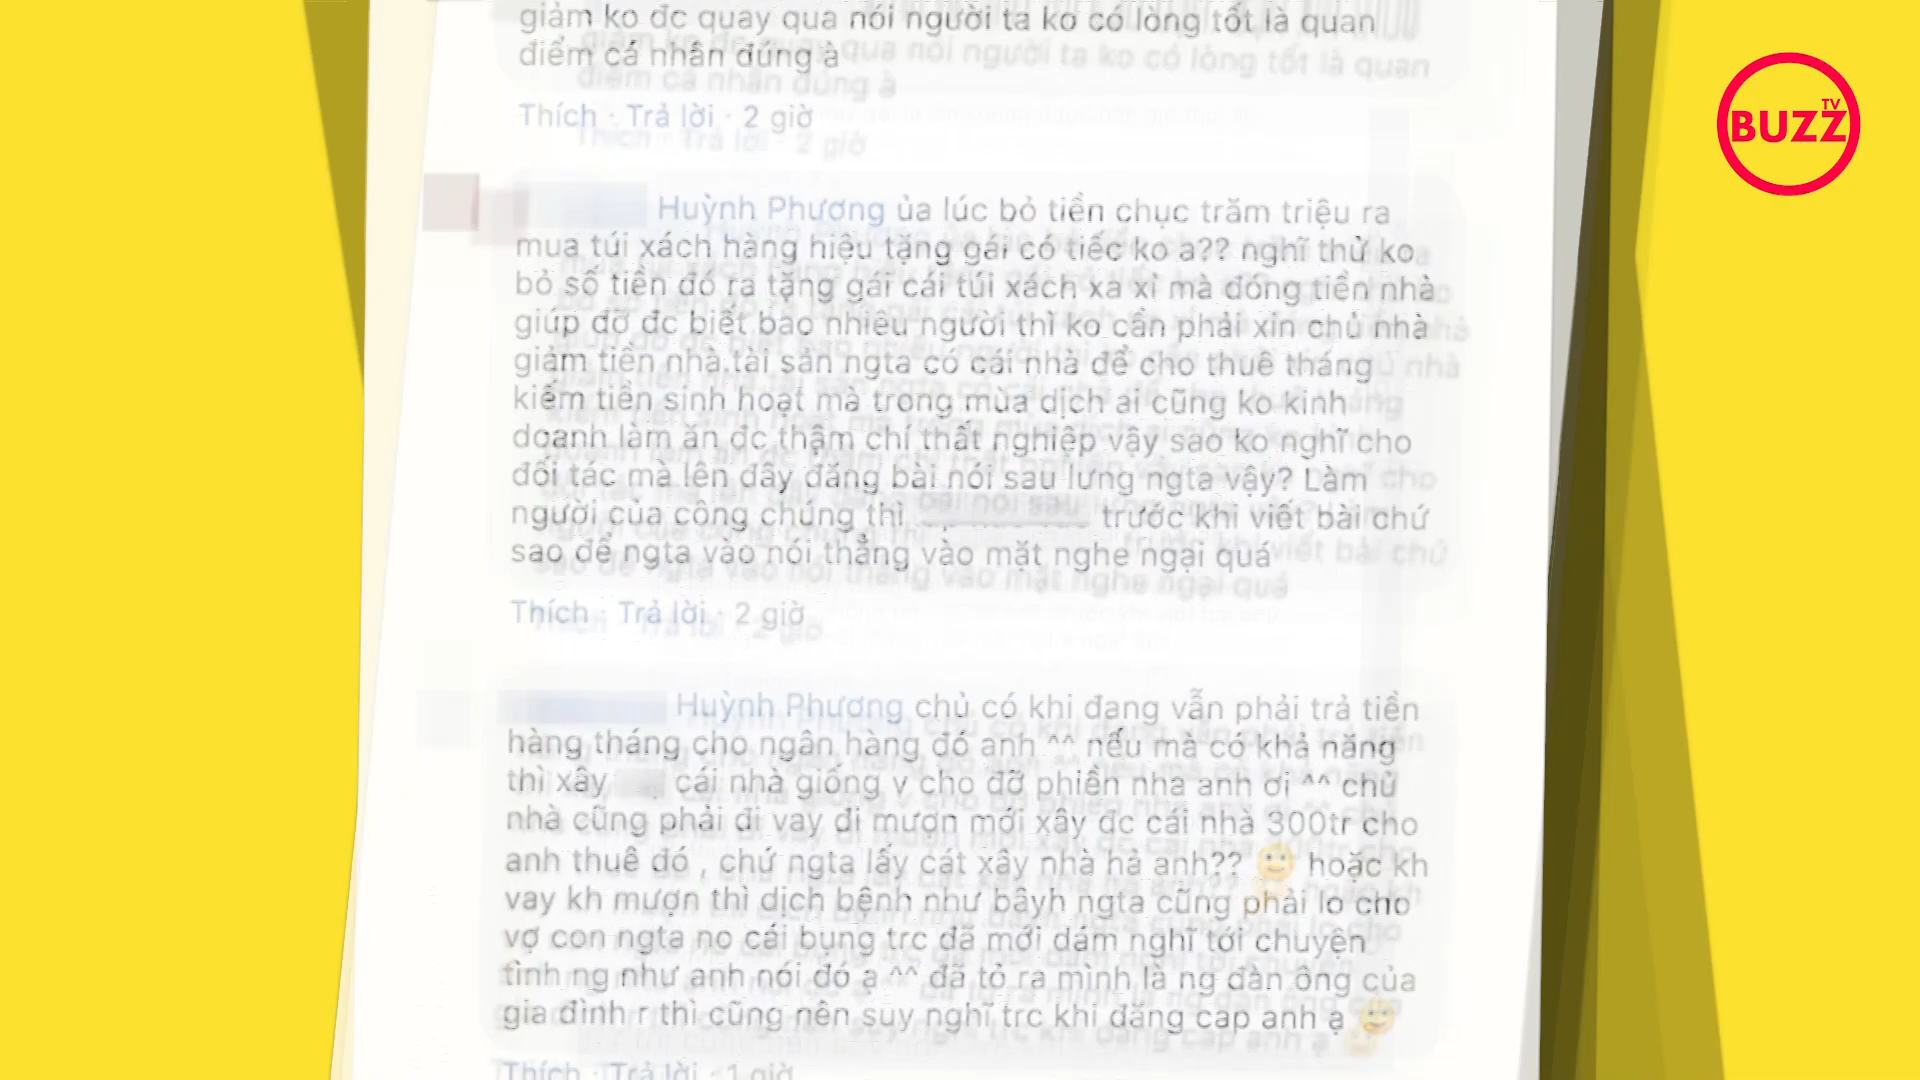 giảm ko đc quay qua nói người ta ko có lòng tốt là quan
điểm cá nhân đúng à
Thích · Trả lời · 2 giờ
TV
BUZZ
Huỳnh Phương ủa lúc bỏ tiền chục trăm triệu ra
mua túi xách hàng hiệu tặng gái có tiếc ko a?? nghĩ thử ko
bỏ số tiền đó ra tặng gái cái túi xách xa xỉ mà đóng tiền nhà
giúp đỡ đc biết bao nhiêu người thì ko cần phải xin chủ nhà
giảm tiền nhà.tài sản ngta có cái nhà để cho thuê tháng
kiếm tiền sinh hoạt mà trong mùa dịch ai cũng ko kinh
doanh làm ăn đc thậm chí thất nghiệp vậy sao ko nghĩ cho
đối tác mà lên đây đăng bài nói sau lưng ngta vậy? Làm
người của công chúng thì trước khi viết bài chứ
sao để ngta vào nói thẳng vào mặt nghe ngại quá
Thích · Trả lời · 2 giờ
Huỳnh Phương chủ có khi đang vẫn phải trả tiền
hàng tháng cho ngân hàng đó anh ^^ nếu mà có khả năng
thì xây cái nhà giống v cho đỡ phiền nha anh ơi ^^ chủ
nhà cũng phải đi vay đi mượn mới xây đc cái nhà 300tr cho
anh thuê đó , chứ ngta lấy cát xây nhà hả anh?? 🙂 hoặc kh
vay kh mượn thì dịch bệnh như bâyh ngta cũng phải lo cho
vợ con ngta no cái bụng trc đã mới dám nghĩ tới chuyện
tình ng như anh nói đó ạ ^^ đã tỏ ra mình là ng đàn ông của
gia đình r thì cũng nên suy nghĩ trc khi đăng cap anh ạ 🙂
Thích · Trả lời · 1 giờ